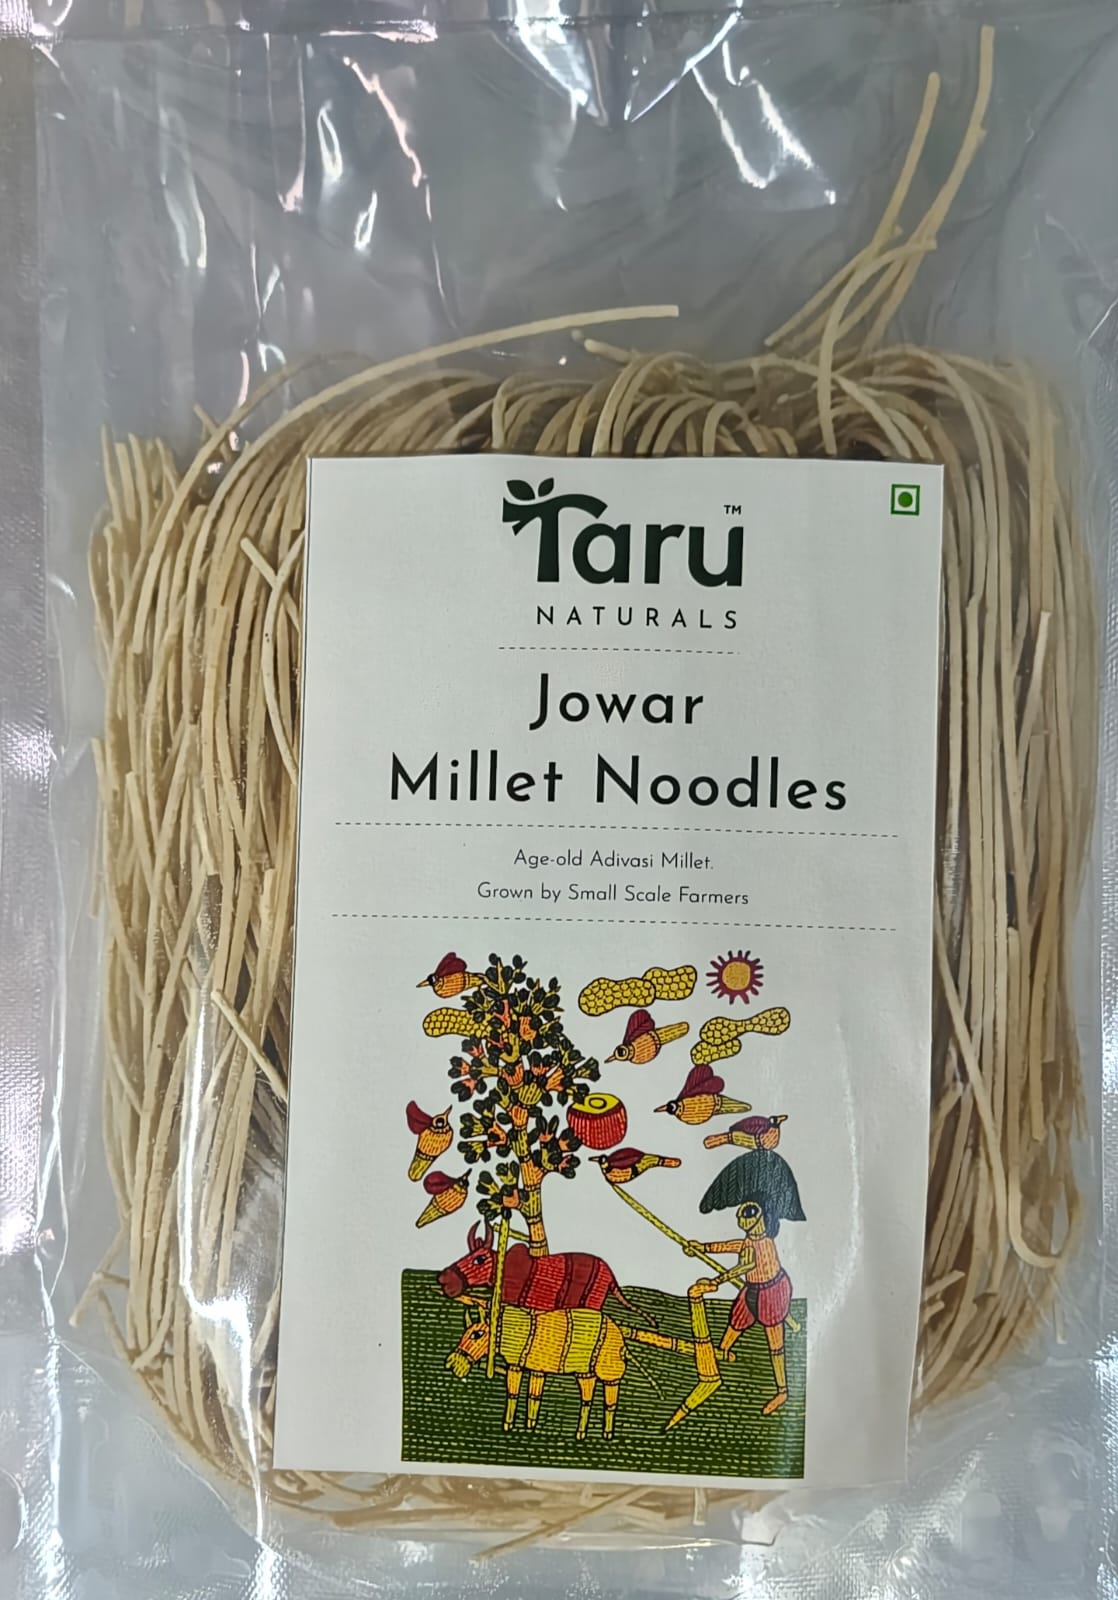 Taru™
NATURALS
Jowar
Millet Noodles
Age-old Adivasi Millet.
Grown by Small Scale Farmers